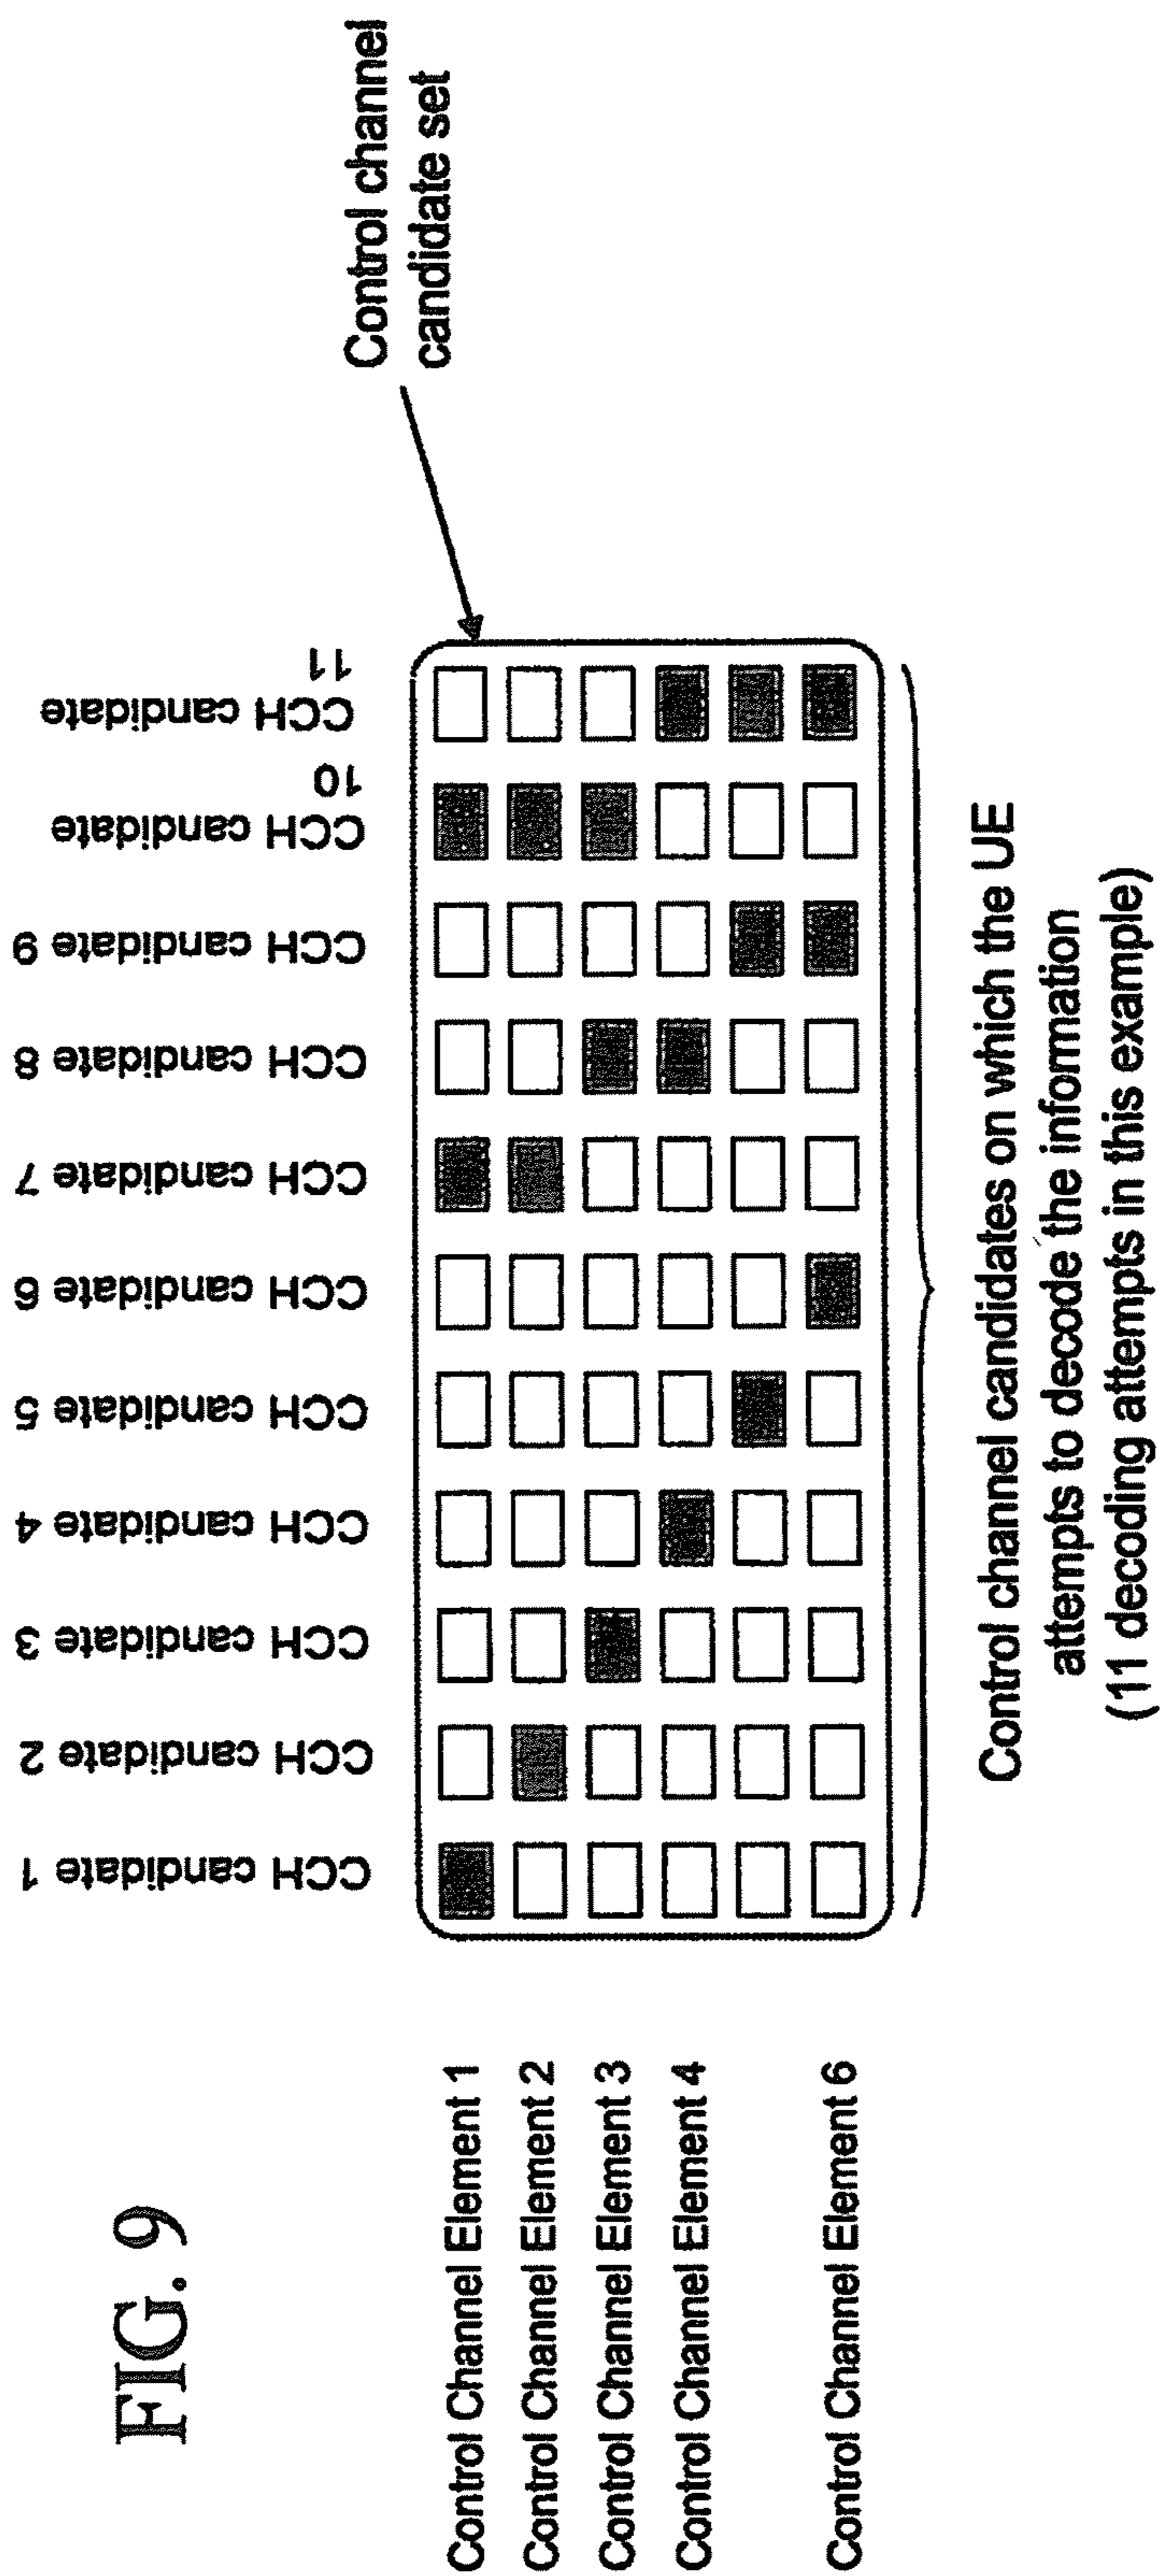 FIG. 9
CCH candidate 1
CCH candidate 2
CCH candidate 3
CCH candidate 4
CCH candidate 5
CCH candidate 6
CCH candidate 7
CCH candidate 8
CCH candidate 9
CCH candidate
10
CCH candidate
11
Control Channel Element 1
Control Channel Element 2
Control Channel Element 3
Control Channel Element 4
Control Channel Element 6
Control channel
candidate set
Control channel candidates on which the UE
attempts to decode the information
(11 decoding attempts in this example)